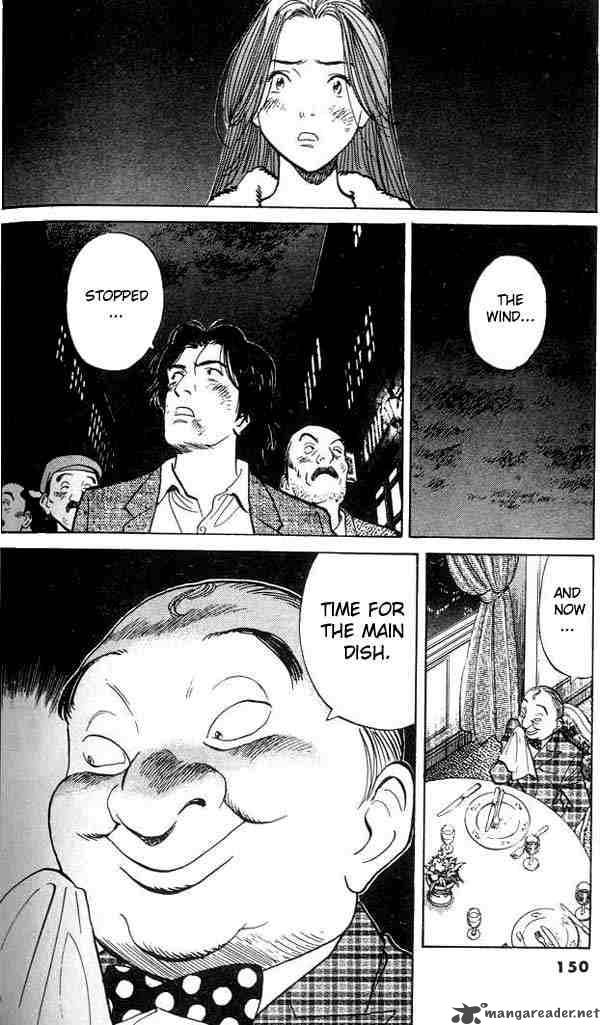 THE
WIND...
STOPPED
...
AND
NOW
...
TIME FOR
THE MAIN
DISH.
150
mangareader.net